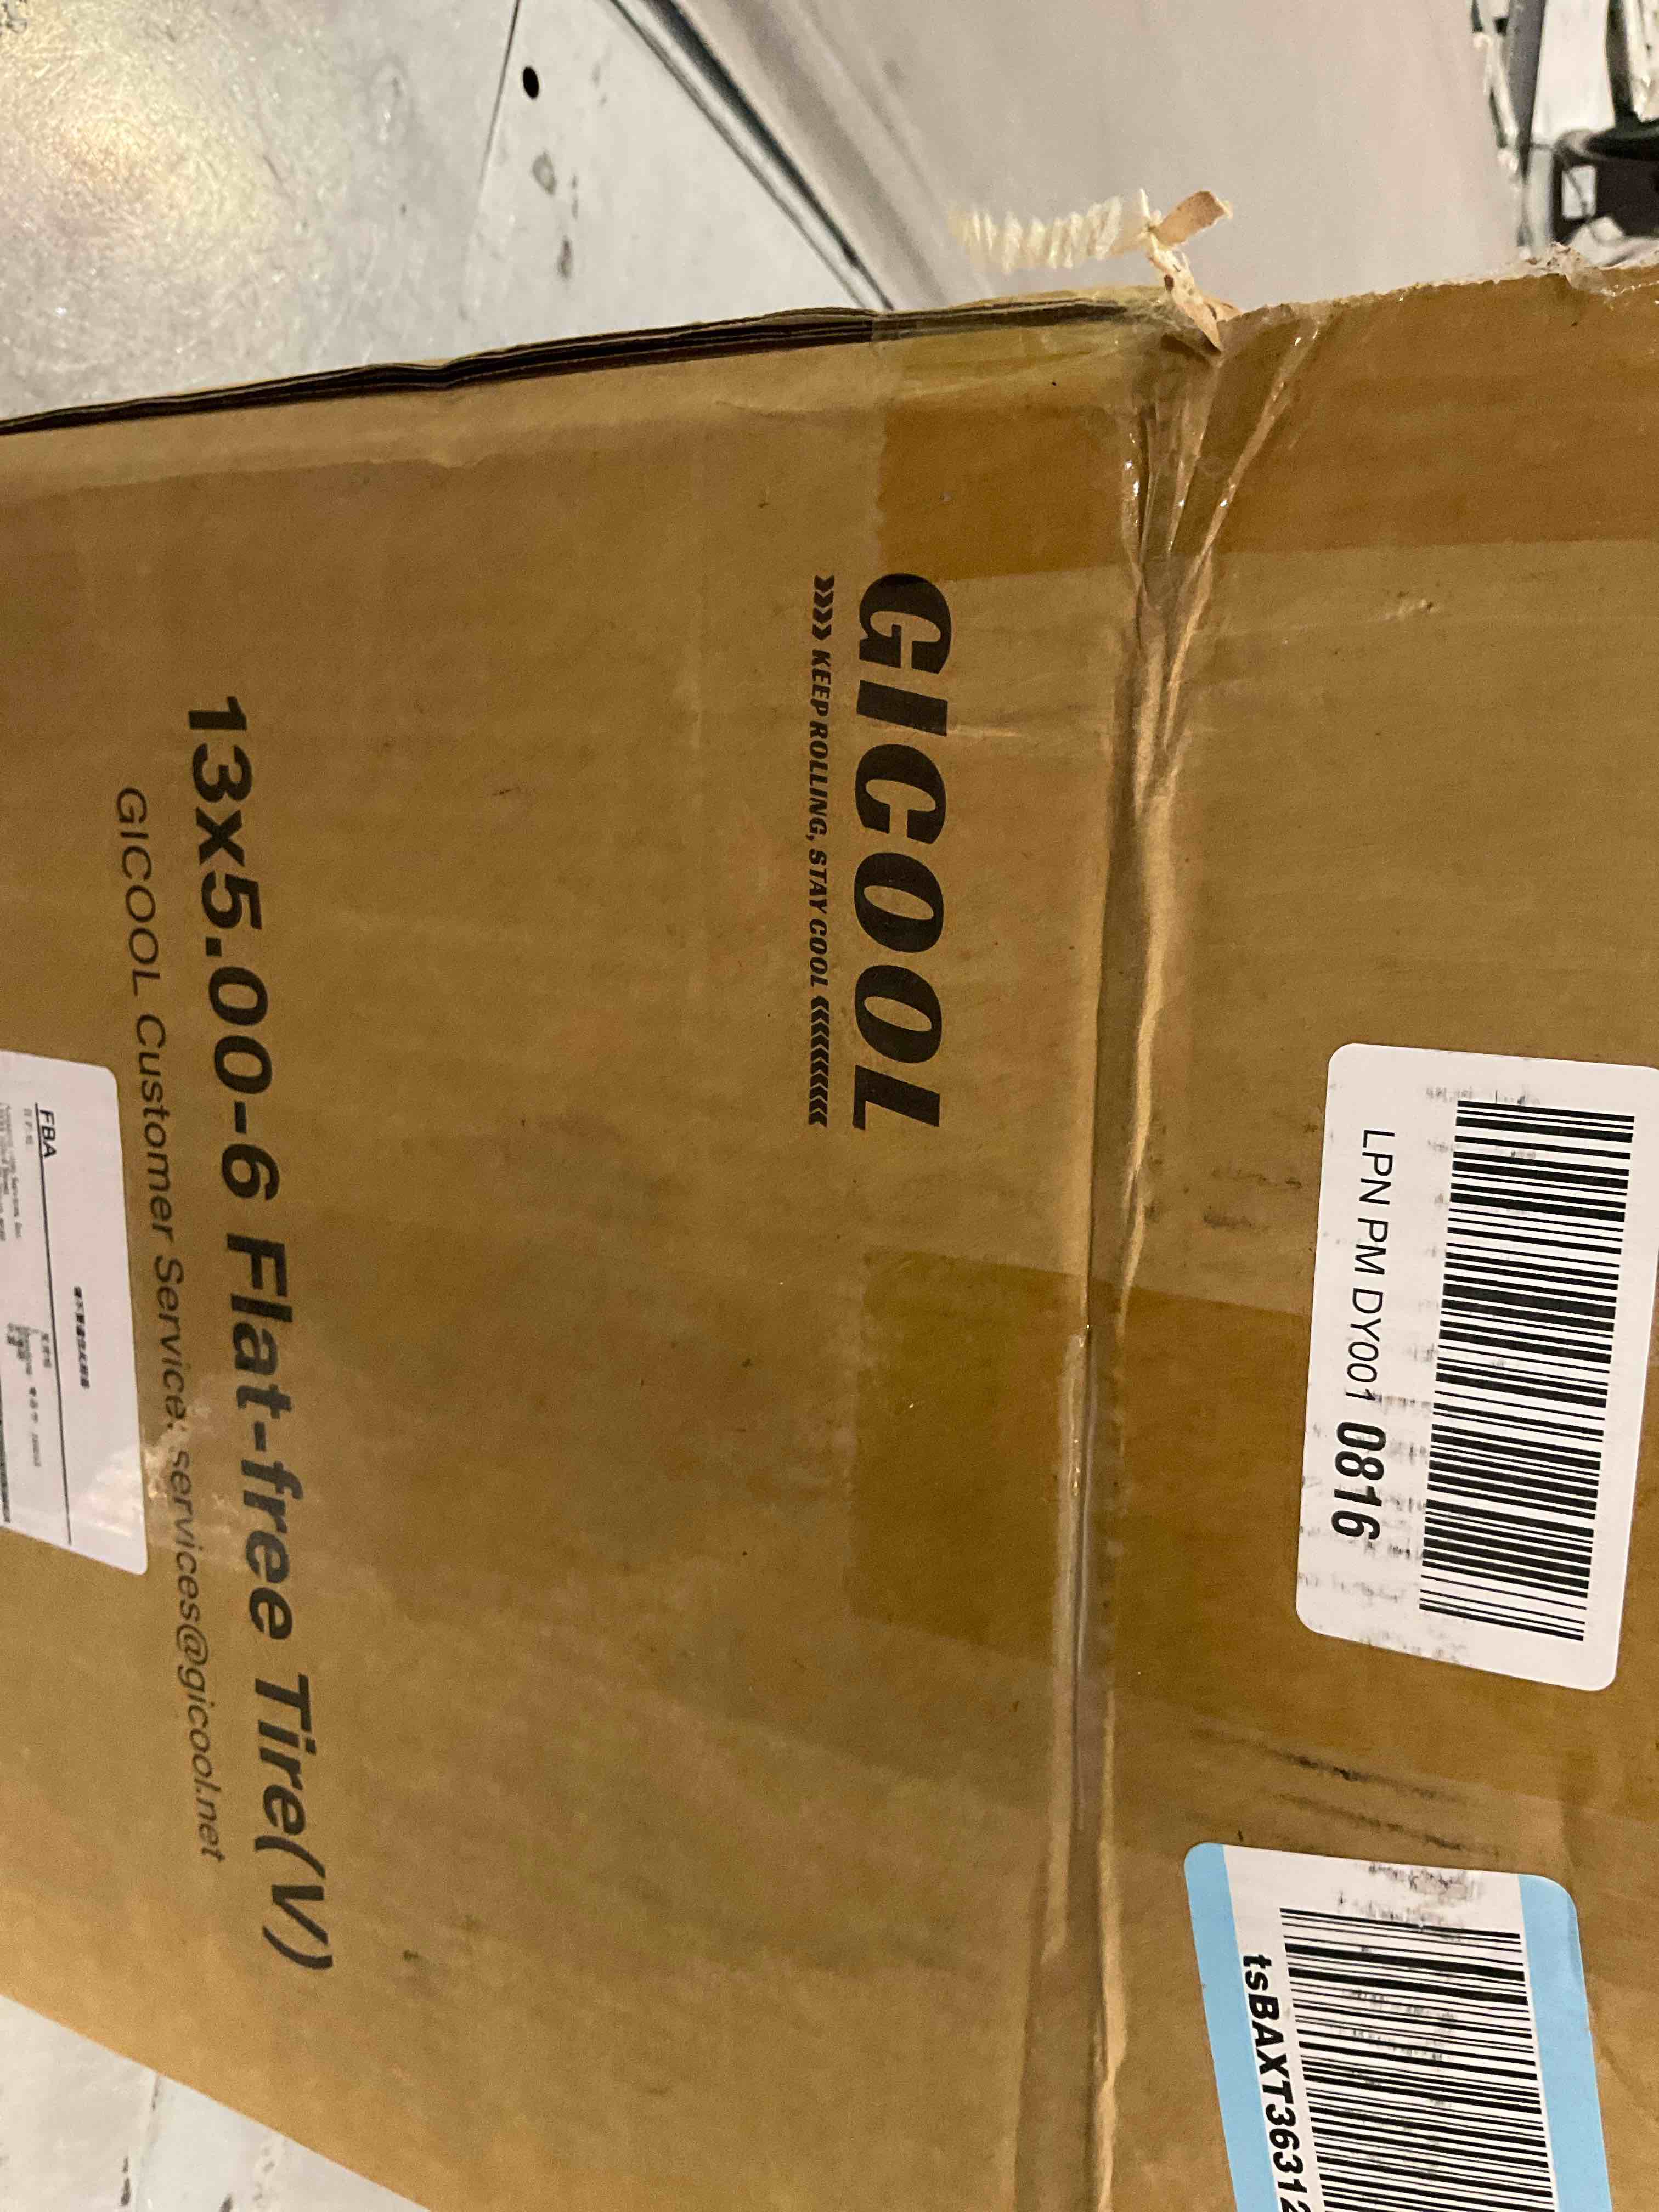 LPN PM DY001 0816
tsBAXT3631
GICOOL
KEEP ROLLING, STAY COOL
13x5.00-6 Flat-free Tire(V)
GICOOL Customer Service: services@gicool.net
FBA